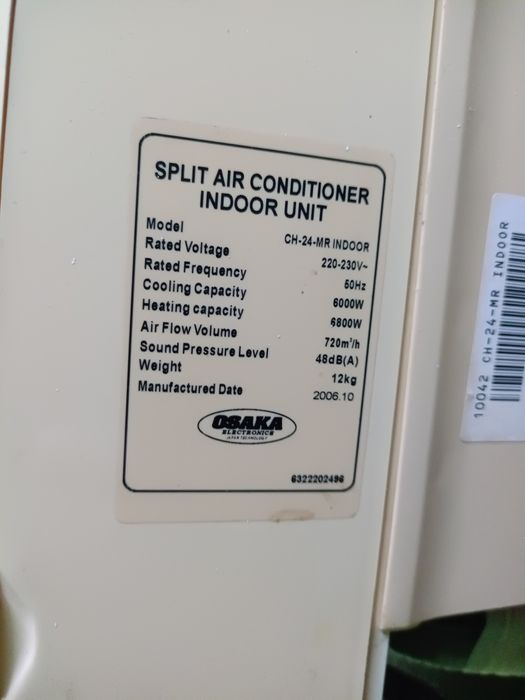 SPLIT AIR CONDITIONER
INDOOR UNIT
Model CH-24-MR INDOOR
Rated Voltage 220-230V~
Rated Frequency 50Hz
Cooling Capacity 6000W
Heating capacity 6800W
Air Flow Volume 720m³/h
Sound Pressure Level 48dB(A)
Weight 12kg
Manufactured Date 2006.10
OSAKA
ELECTRONICS
JAPAN TECHNOLOGY
6322202496
10042 CH-24-MR INDOOR